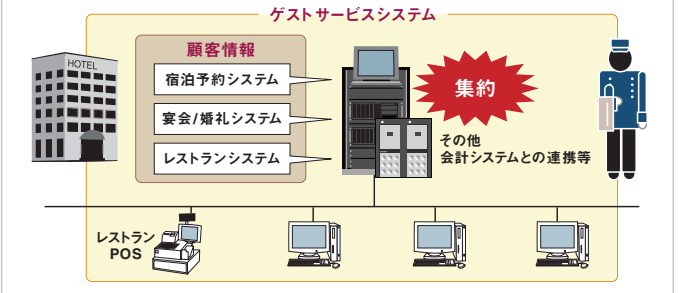 ゲストサービスシステム
HOTEL
顧客情報
宿泊予約システム
宴会/婚礼システム
レストランシステム
集約
その他
会計システムとの連携等
レストラン
POS